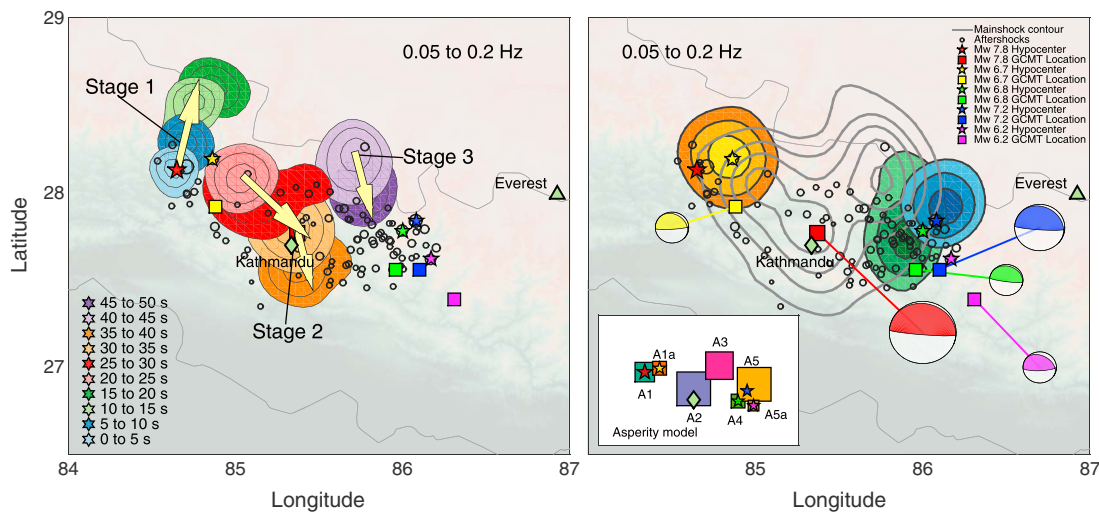 29
28
27
Latitude
0.05 to 0.2 Hz
Stage 1
Stage 3
Everest
Kathmandu
Stage 2
45 to 50 s
40 to 45 s
35 to 40 s
30 to 35 s
25 to 30 s
20 to 25 s
15 to 20 s
10 to 15 s
5 to 10 s
0 to 5 s
84
85
86
87
Longitude
0.05 to 0.2 Hz
Mainshock contour
Aftershocks
Mw 7.8 Hypocenter
Mw 7.8 GCMT Location
Mw 6.7 Hypocenter
Mw 6.7 GCMT Location
Mw 6.8 Hypocenter
Mw 6.8 GCMT Location
Mw 7.2 Hypocenter
Mw 7.2 GCMT Location
Mw 6.2 Hypocenter
Mw 6.2 GCMT Location
Everest
Kathmandu
A1a
A3
A5
A1
A2
A4
A5a
Asperity model
85
86
87
Longitude